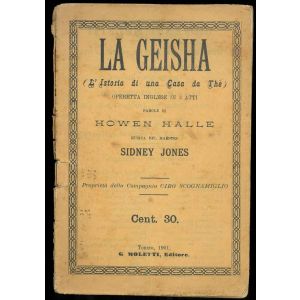 LA GEISHA
(L'Istoria di una Casa da Thè)
OPERETTA INGLESE IN 3 ATTI
PAROLE DI
HOWEN HALLE
MUSICA DEL MAESTRO
SIDNEY JONES
Proprietà della Compagnia CIRO SCOGNAMIGLIO
Cent. 30.
TORINO, 1901.
G. MOLETTI, Editore.